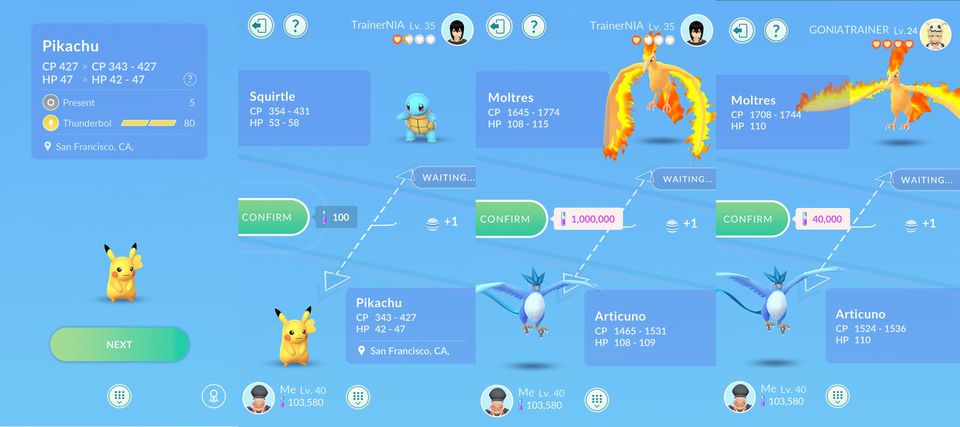 Pikachu
CP 427 > CP 343 - 427
HP 47 > HP 42 - 47
?
Present 5
Thunderbol 80
San Francisco, CA,
NEXT
?
TrainerNIA Lv. 35
Squirtle
CP 354 - 431
HP 53 - 58
WAITING...
CONFIRM
100
+1
Pikachu
CP 343 - 427
HP 42 - 47
San Francisco, CA,
Me Lv. 40
103,580
?
TrainerNIA Lv. 35
Moltres
CP 1645 - 1774
HP 108 - 115
WAITING...
CONFIRM
1,000,000
+1
Articuno
CP 1465 - 1531
HP 108 - 109
Me Lv. 40
103,580
?
GONIATRAINER Lv. 24
Moltres
CP 1708 - 1744
HP 110
WAITING...
CONFIRM
40,000
+1
Articuno
CP 1524 - 1536
HP 110
Me Lv. 40
103,580